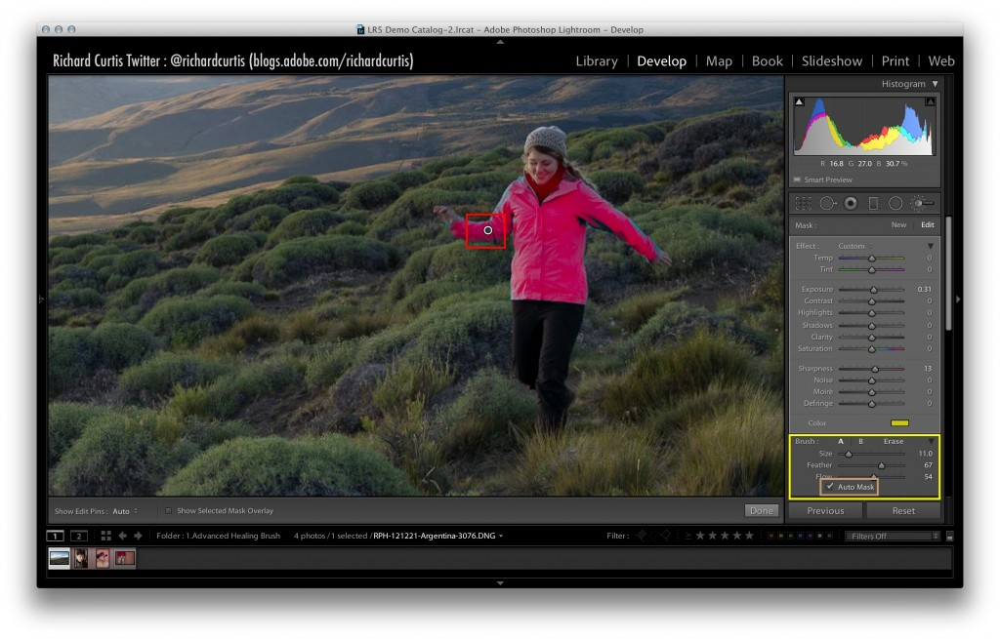 LR5 Demo Catalog-2.lrcat - Adobe Photoshop Lightroom - Develop
Richard Curtis Twitter : @richardcurtis (blogs.adobe.com/richardcurtis)
Library | Develop | Map | Book | Slideshow | Print | Web
Histogram
R 16.8 G 27.0 B 30.7 %
Smart Preview
Mask : New Edit
Effect : Custom
Temp 0
Tint 0
Exposure 0.31
Contrast 0
Highlights 0
Shadows 0
Clarity 0
Saturation 0
Sharpness 13
Noise 0
Moiré 0
Defringe 0
Color
Brush : A B Erase
Size 11.0
Feather 67
Flow 54
Auto Mask
Show Edit Pins : Auto Show Selected Mask Overlay Done
Previous Reset
1 2 Folder : 1.Advanced Healing Brush 4 photos / 1 selected / RPH-121221-Argentina-3076.DNG Filter : ≥ Filters Off